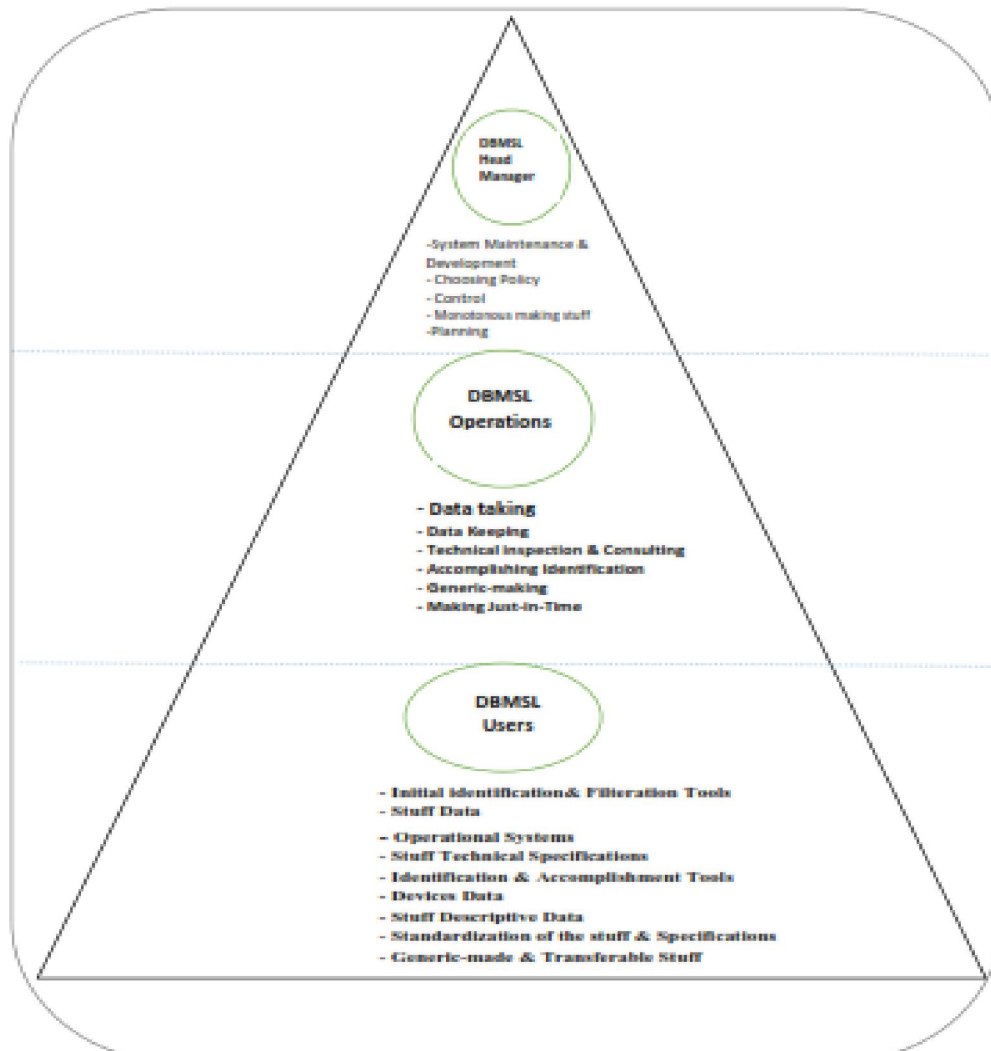 DBMSL
Head
Manager
-System Maintenance &
Development
- Choosing Policy
- Control
- Monotonous making stuff
-Planning
DBMSL
Operations
- Data taking
- Data Keeping
- Technical inspection & Consulting
- Accomplishing Identification
- Generic-making
- Making Just-in-Time
DBMSL
Users
- Initial identification& Filteration Tools
- Stuff Data
- Operational Systems
- Stuff Technical Specifications
- Identification & Accomplishment Tools
- Devices Data
- Stuff Descriptive Data
- Standardization of the stuff & Specifications
- Generic-made & Transferable Stuff